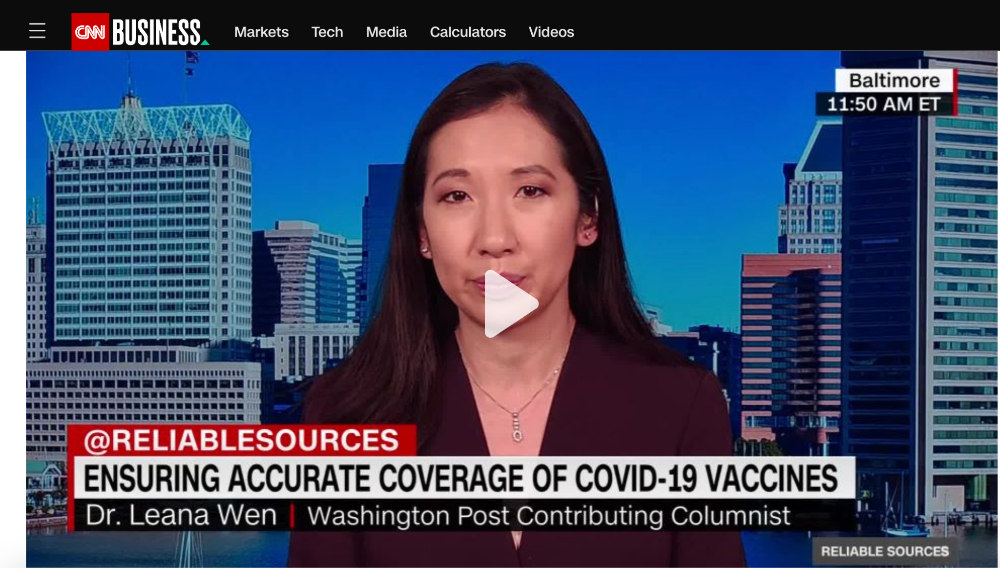 CNN BUSINESS Markets Tech Media Calculators Videos
Baltimore
11:50 AM ET
@RELIABLESOURCES
ENSURING ACCURATE COVERAGE OF COVID-19 VACCINES
Dr. Leana Wen | Washington Post Contributing Columnist
RELIABLE SOURCES